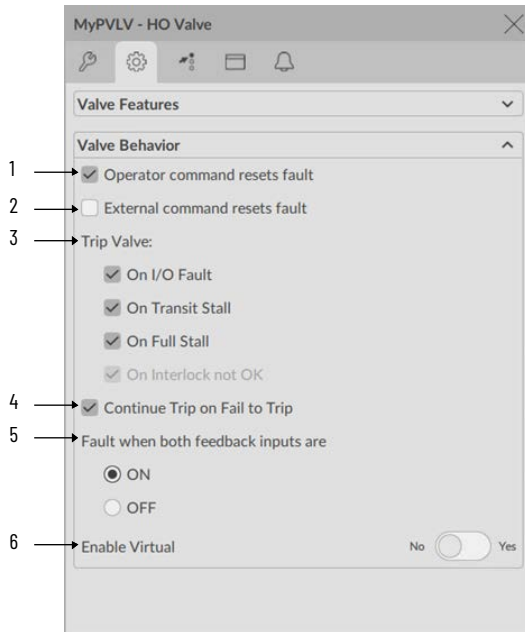 MyPVLV - HO Valve
Valve Features
Valve Behavior
1 Operator command resets fault
2 External command resets fault
3 Trip Valve:
On I/O Fault
On Transit Stall
On Full Stall
On Interlock not OK
4 Continue Trip on Fail to Trip
5 Fault when both feedback inputs are
ON
OFF
6 Enable Virtual No Yes